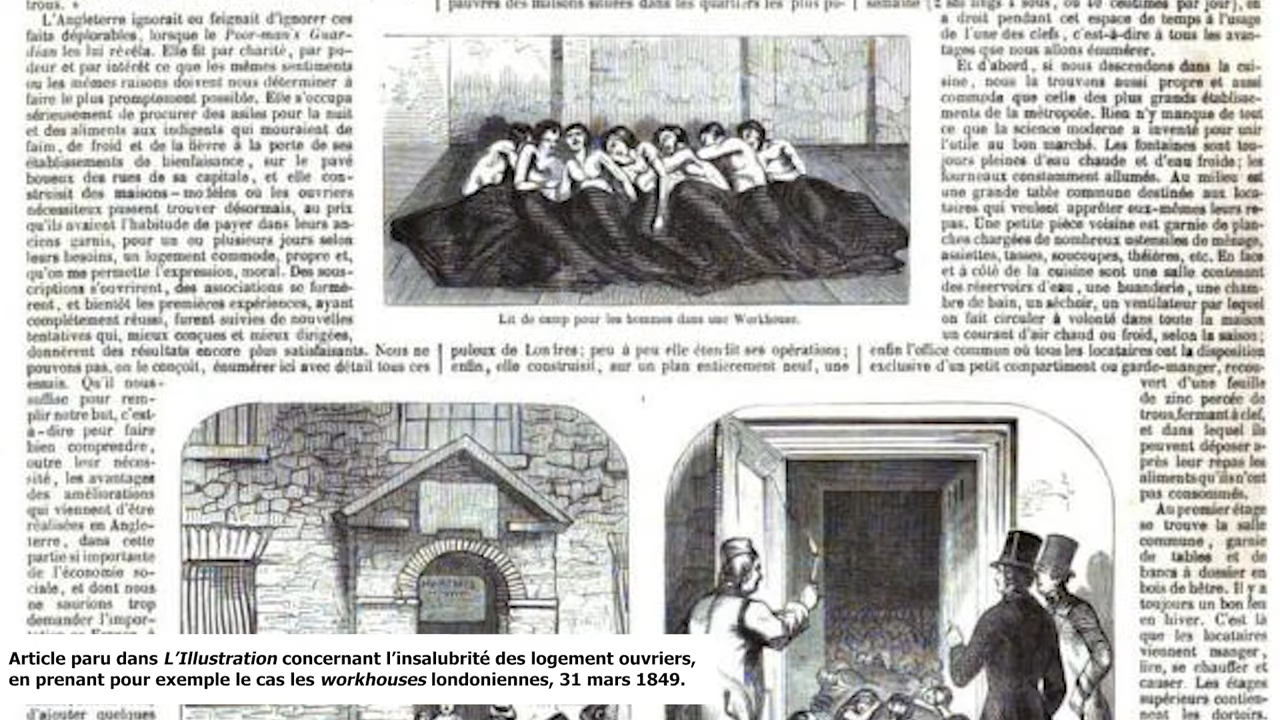 trous. »
L'Angleterre ignorait ou feignait d'ignorer ces
faits déplorables, lorsque le Poor-man's Guar-
dian les lui révéla. Elle fit par charité, par pu-
deur et par intérêt ce que les mêmes sentiments
ou les mêmes raisons doivent nous déterminer à
faire le plus promptement possible. Elle s'occupa
sérieusement de procurer des asiles pour la nuit
et des aliments aux indigents qui mouraient de
faim, de froid et de la fièvre à la porte de ses
établissements de bienfaisance, sur le pavé
boueux des rues de sa capitale, et elle con-
struisit des maisons-modèles où les ouvriers
nécessiteux pussent trouver désormais, au prix
qu'ils avaient l'habitude de payer dans leurs an-
ciens garnis, pour un ou plusieurs jours selon
leurs besoins, un logement commode, propre et,
qu'on me permette l'expression, moral. Des sous-
criptions s'ouvrirent, des associations se formè-
rent, et bientôt les premières expériences, ayant
complétement réussi, furent suivies de nouvelles
tentatives qui, mieux conçues et mieux dirigées,
donnèrent des résultats encore plus satisfaisants. Nous ne
pouvons pas, on le conçoit, énumérer ici avec détail tous ces
essais. Qu'il nous
suffise pour rem-
plir notre but, c'est-
à-dire pour faire
bien comprendre,
outre leur néces-
sité, les avantages
des améliorations
qui viennent d'être
réalisées en Angle-
terre, dans cette
partie si importante
de l'économie so-
ciale, et dont nous
ne saurions trop
demander l'impor-
d'ajouter quelques
pauvres des maisons situées dans les quartiers les plus po-
Lit de camp pour les hommes dans une Workhouse.
puleux de Londres; peu à peu elle étendit ses opérations;
enfin, elle construisit, sur un plan entièrement neuf, une
semaine (2 shillings 4 sous, ou 40 centimes par jour), en
a droit pendant cet espace de temps à l'usage
de l'une des clefs, c'est-à-dire à tous les avan-
tages que nous allons énumérer.
Et d'abord, si nous descendons dans la cui-
sine, nous la trouvons aussi propre et aussi
commode que celle des plus grands établisse-
ments de la métropole. Rien n'y manque de tout
ce que la science moderne a inventé pour unir
l'utile au bon marché. Les fontaines sont tou-
jours pleines d'eau chaude et d'eau froide; les
fourneaux constamment allumés. Au milieu est
une grande table commune destinée aux loca-
taires qui veulent apprêter eux-mêmes leurs re-
pas. Une petite pièce voisine est garnie de plan-
ches chargées de nombreux ustensiles de ménage,
assiettes, tasses, soucoupes, théières, etc. En face
et à côté de la cuisine sont une salle contenant
des réservoirs d'eau, une buanderie, une cham-
bre de bain, un séchoir, un ventilateur par lequel
on fait circuler à volonté dans toute la maison
un courant d'air chaud ou froid, selon la saison;
enfin l'office commun où tous les locataires ont la disposition
exclusive d'un petit compartiment ou garde-manger, recou-
vert d'une feuille
de zinc percée de
trous, fermant à clef,
et dans lequel ils
peuvent déposer a-
près leur repas les
aliments qu'ils n'ont
pas consommés.
Au premier étage
se trouve la salle
commune, garnie
de tables et de
bancs à dossier en
bois de hêtre. Il y a
toujours un bon feu
en hiver. C'est là
que les locataires
viennent manger,
lire, se chauffer et
causer. Les étages
supérieurs contien-
nent les dortoirs.
Article paru dans L'Illustration concernant l'insalubrité des logement ouvriers,
en prenant pour exemple le cas les workhouses londoniennes, 31 mars 1849.